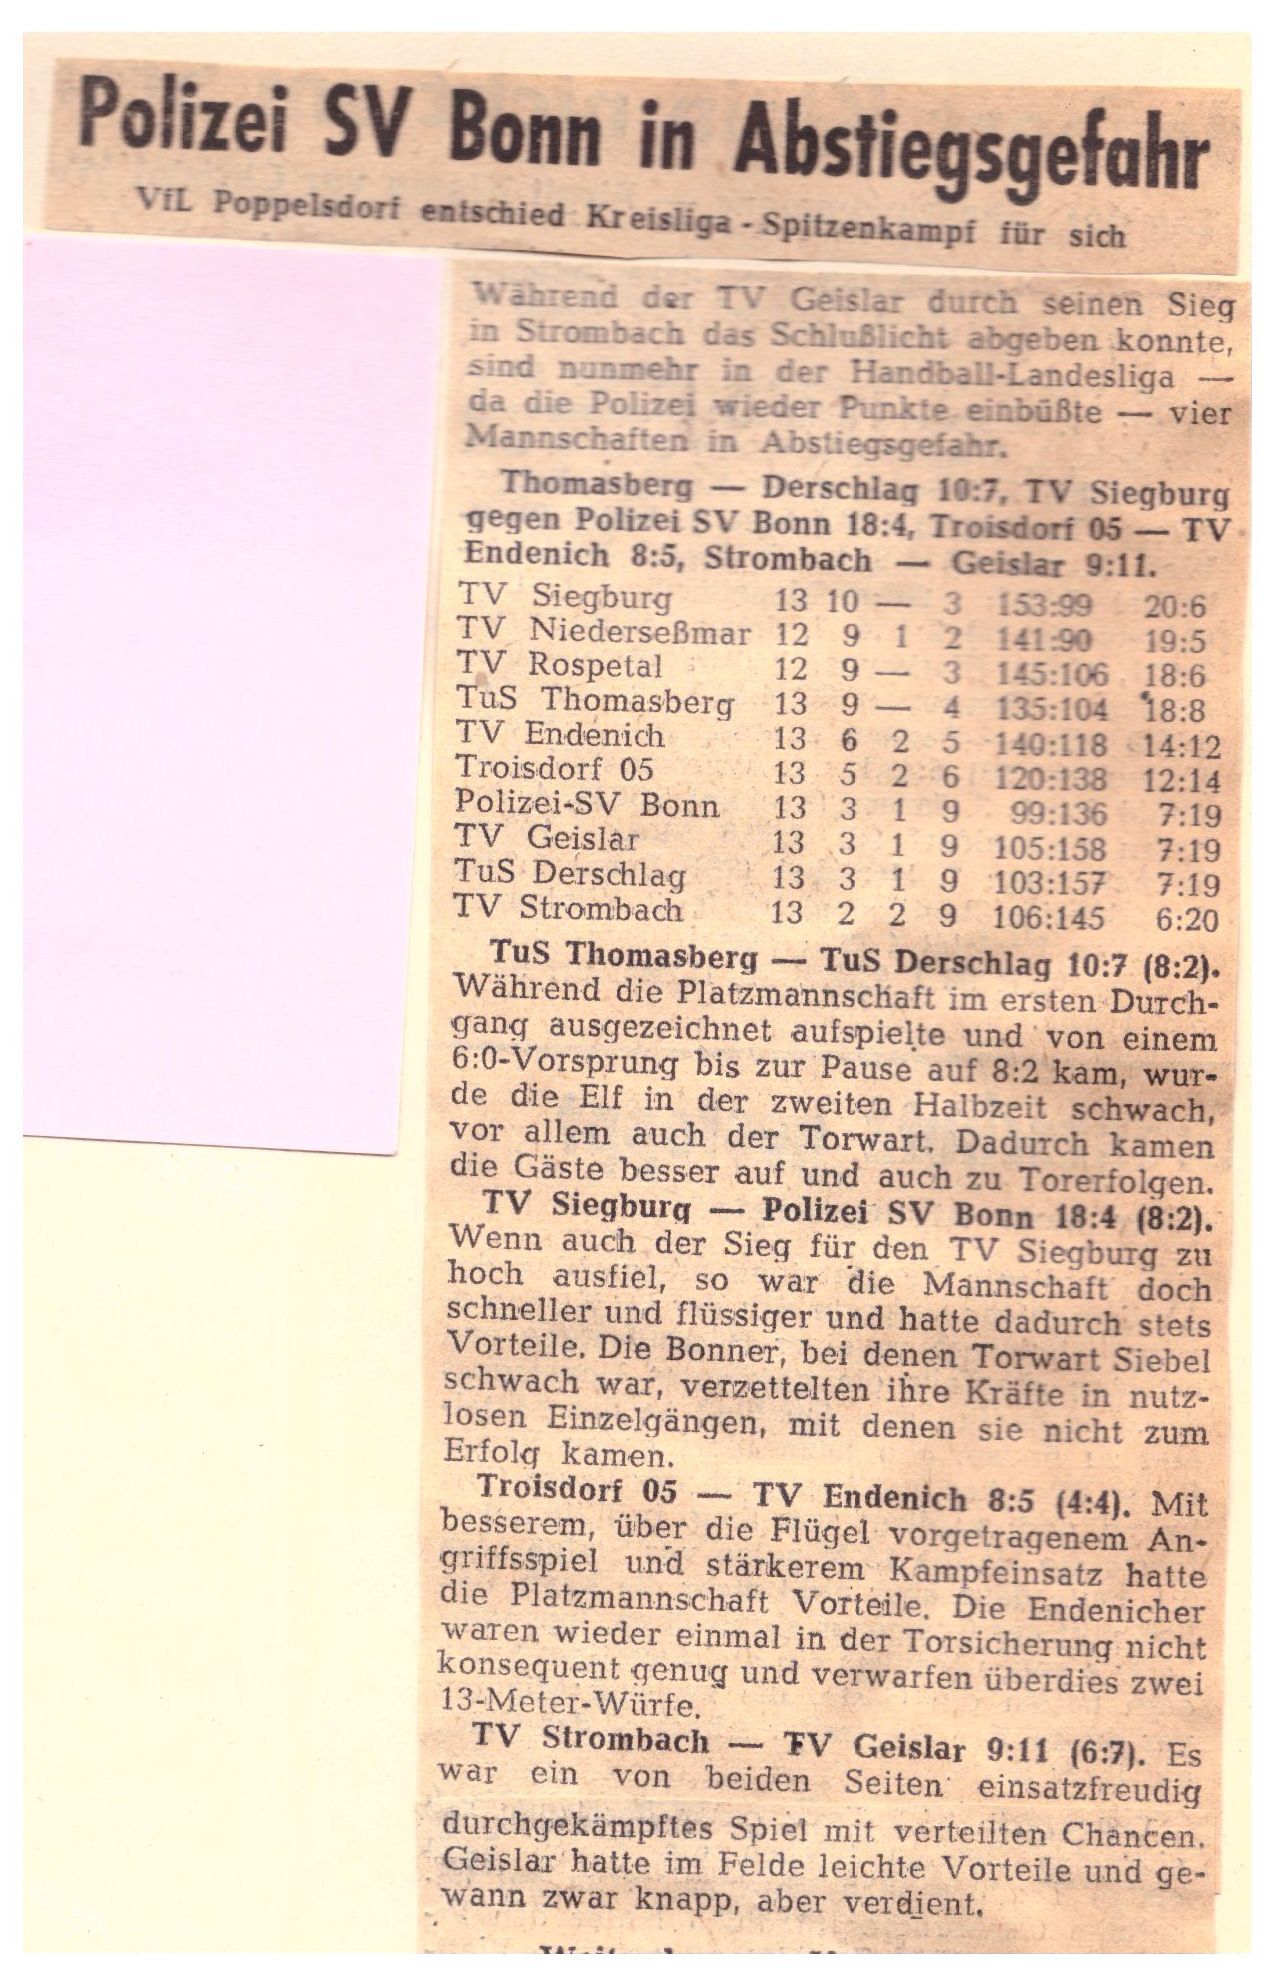 Polizei SV Bonn in Abstiegsgefahr
VfL Poppelsdorf entschied Kreisliga - Spitzenkampf für sich
Während der TV Geislar durch seinen Sieg
in Strombach das Schlußlicht abgeben konnte,
sind nunmehr in der Handball-Landesliga —
da die Polizei wieder Punkte einbüßte — vier
Mannschaften in Abstiegsgefahr.
Thomasberg — Derschlag 10:7, TV Siegburg
gegen Polizei SV Bonn 18:4, Troisdorf 05 — TV
Endenich 8:5, Strombach — Geislar 9:11.
TV Siegburg 13 10 — 3 153:99 20:6
TV Niederseßmar 12 9 1 2 141:90 19:5
TV Rospetal 12 9 — 3 145:106 18:6
TuS Thomasberg 13 9 — 4 135:104 18:8
TV Endenich 13 6 2 5 140:118 14:12
Troisdorf 05 13 5 2 6 120:138 12:14
Polizei-SV Bonn 13 3 1 9 99:136 7:19
TV Geislar 13 3 1 9 105:158 7:19
TuS Derschlag 13 3 1 9 103:157 7:19
TV Strombach 13 2 2 9 106:145 6:20
TuS Thomasberg — TuS Derschlag 10:7 (8:2).
Während die Platzmannschaft im ersten Durch-
gang ausgezeichnet aufspielte und von einem
6:0-Vorsprung bis zur Pause auf 8:2 kam, wur-
de die Elf in der zweiten Halbzeit schwach,
vor allem auch der Torwart. Dadurch kamen
die Gäste besser auf und auch zu Torerfolgen.
TV Siegburg — Polizei SV Bonn 18:4 (8:2).
Wenn auch der Sieg für den TV Siegburg zu
hoch ausfiel, so war die Mannschaft doch
schneller und flüssiger und hatte dadurch stets
Vorteile. Die Bonner, bei denen Torwart Siebel
schwach war, verzettelten ihre Kräfte in nutz-
losen Einzelgängen, mit denen sie nicht zum
Erfolg kamen.
Troisdorf 05 — TV Endenich 8:5 (4:4). Mit
besserem, über die Flügel vorgetragenem An-
griffsspiel und stärkerem Kampfeinsatz hatte
die Platzmannschaft Vorteile. Die Endenicher
waren wieder einmal in der Torsicherung nicht
konsequent genug und verwarfen überdies zwei
13-Meter-Würfe.
TV Strombach — TV Geislar 9:11 (6:7). Es
war ein von beiden Seiten einsatzfreudig
durchgekämpftes Spiel mit verteilten Chancen.
Geislar hatte im Felde leichte Vorteile und ge-
wann zwar knapp, aber verdient.